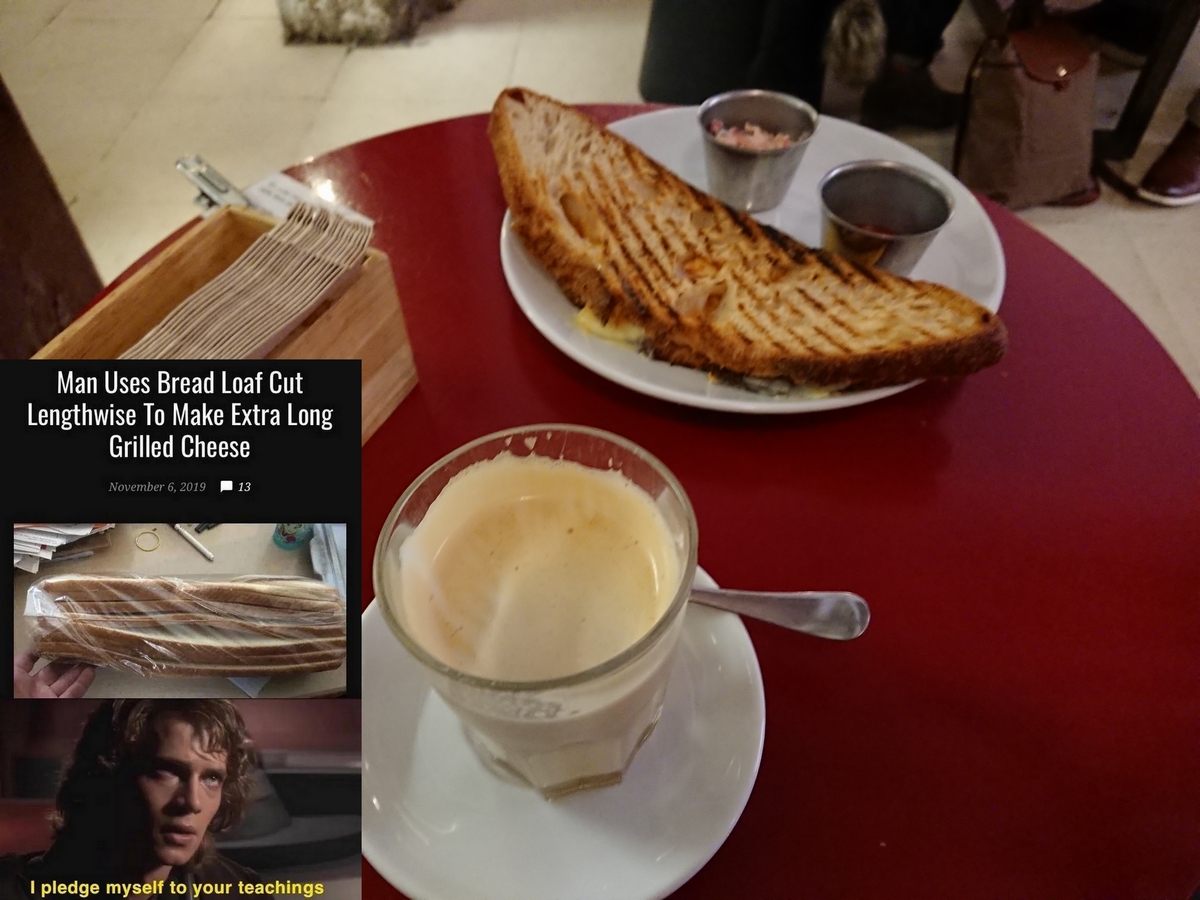 Man Uses Bread Loaf Cut
Lengthwise To Make Extra Long
Grilled Cheese
November 6, 2019 13
I pledge myself to your teachings